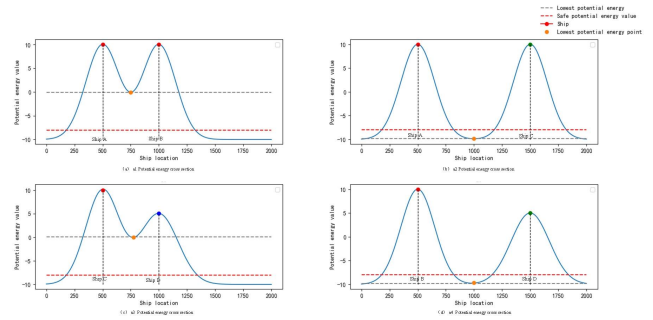 Lowest potential energy
Safe potential energy value
Ship
Lowest potential energy point
Potential energy value
10
5
0
−5
−10
Ship A
Ship B
0
250
500
750
1000
1250
1500
1750
2000
Ship location
(a) a1 Potential energy cross section
Potential energy value
10
5
0
−5
−10
Ship A
Ship C
0
250
500
750
1000
1250
1500
1750
2000
Ship location
(b) a2 Potential energy cross section
Potential energy value
10
5
0
−5
−10
Ship C
Ship D
0
250
500
750
1000
1250
1500
1750
2000
Ship location
(c) a3 Potential energy cross section
Potential energy value
10
5
0
−5
−10
Ship B
Ship D
0
250
500
750
1000
1250
1500
1750
2000
Ship location
(d) a4 Potential energy cross section